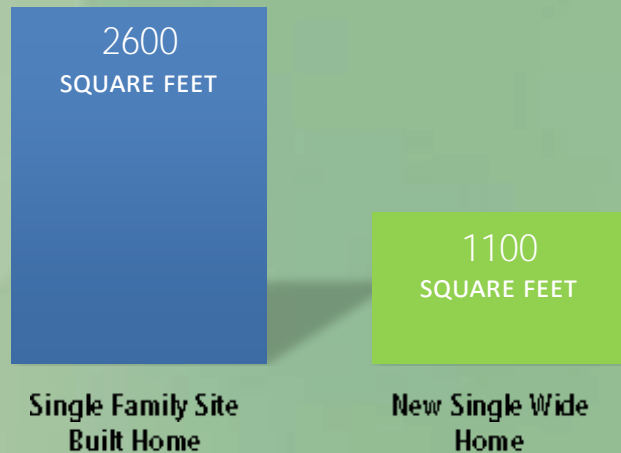 2600
SQUARE FEET
1100
SQUARE FEET
Single Family Site
Built Home
New Single Wide
Home